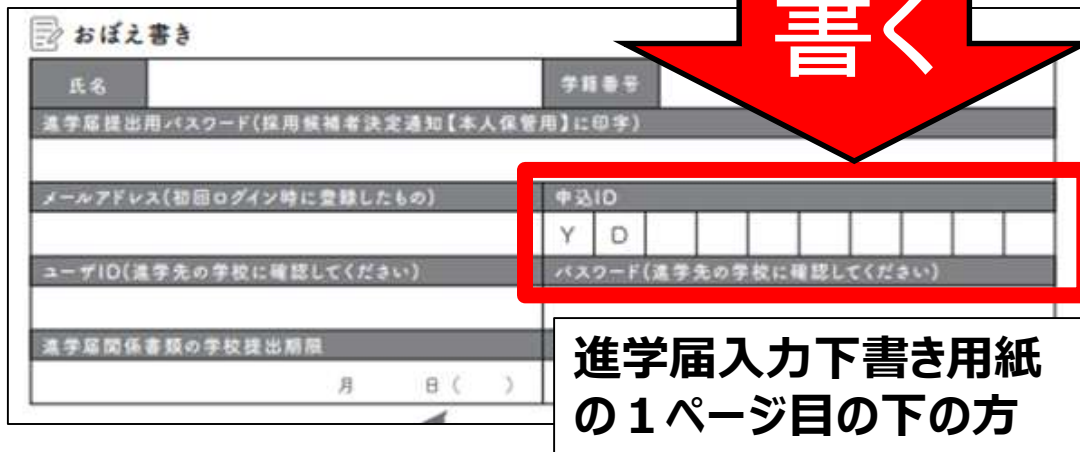 書く
おぼえ書き
氏名
学籍番号
進学届提出用パスワード(採用候補者決定通知【本人保管用】に印字)
メールアドレス(初回ログイン時に登録したもの)
申込ID
Y D
ユーザID(進学先の学校に確認してください)
パスワード(進学先の学校に確認してください)
進学届関係書類の学校提出期限
月 日( )
進学届入力下書き用紙
の1ページ目の下の方